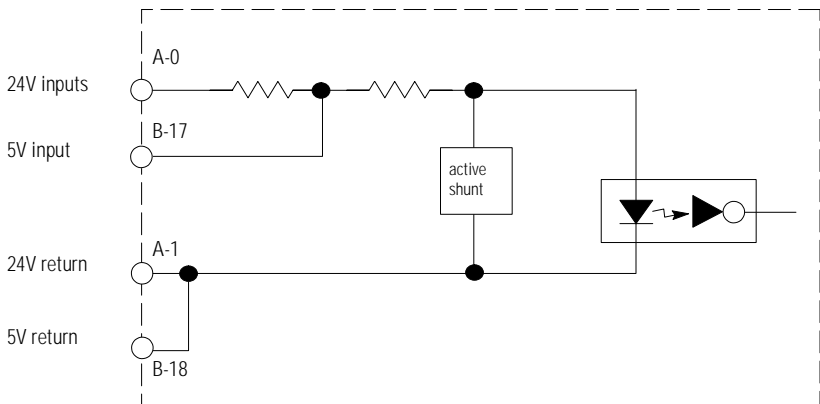 A-0
24V inputs
B-17
5V input
active
shunt
A-1
24V return
5V return
B-18